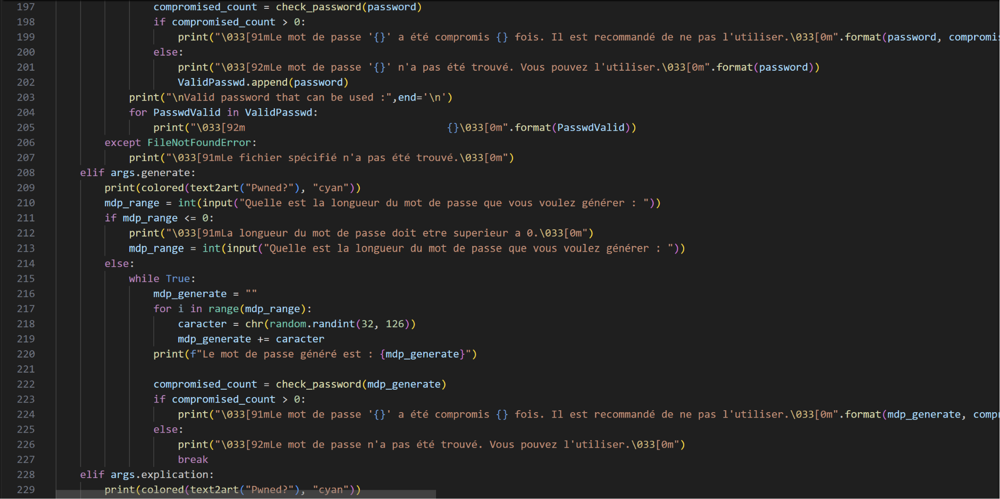 197 compromised_count = check_password(password)
198 if compromised_count > 0:
199 print("\033[91mLe mot de passe '{}' a été compromis {} fois. Il est recommandé de ne pas l'utiliser.\033[0m".format(password, compromis
200 else:
201 print("\033[92mLe mot de passe '{}' n'a pas été trouvé. Vous pouvez l'utiliser.\033[0m".format(password))
202 ValidPasswd.append(password)
203 print("\nValid password that can be used :",end='\n')
204 for PasswdValid in ValidPasswd:
205 print("\033[92m                                 {}\033[0m".format(PasswdValid))
206 except FileNotFoundError:
207 print("\033[91mLe fichier spécifié n'a pas été trouvé.\033[0m")
208 elif args.generate:
209 print(colored(text2art("Pwned?"), "cyan"))
210 mdp_range = int(input("Quelle est la longueur du mot de passe que vous voulez générer : "))
211 if mdp_range <= 0:
212 print("\033[91mLa longueur du mot de passe doit etre superieur a 0.\033[0m")
213 mdp_range = int(input("Quelle est la longueur du mot de passe que vous voulez générer : "))
214 else:
215 while True:
216 mdp_generate = ""
217 for i in range(mdp_range):
218 caracter = chr(random.randint(32, 126))
219 mdp_generate += caracter
220 print(f"Le mot de passe généré est : {mdp_generate}")
221
222 compromised_count = check_password(mdp_generate)
223 if compromised_count > 0:
224 print("\033[91mLe mot de passe '{}' a été compromis {} fois. Il est recommandé de ne pas l'utiliser.\033[0m".format(mdp_generate, comp
225 else:
226 print("\033[92mLe mot de passe n'a pas été trouvé. Vous pouvez l'utiliser.\033[0m")
227 break
228 elif args.explication:
229 print(colored(text2art("Pwned?"), "cyan"))